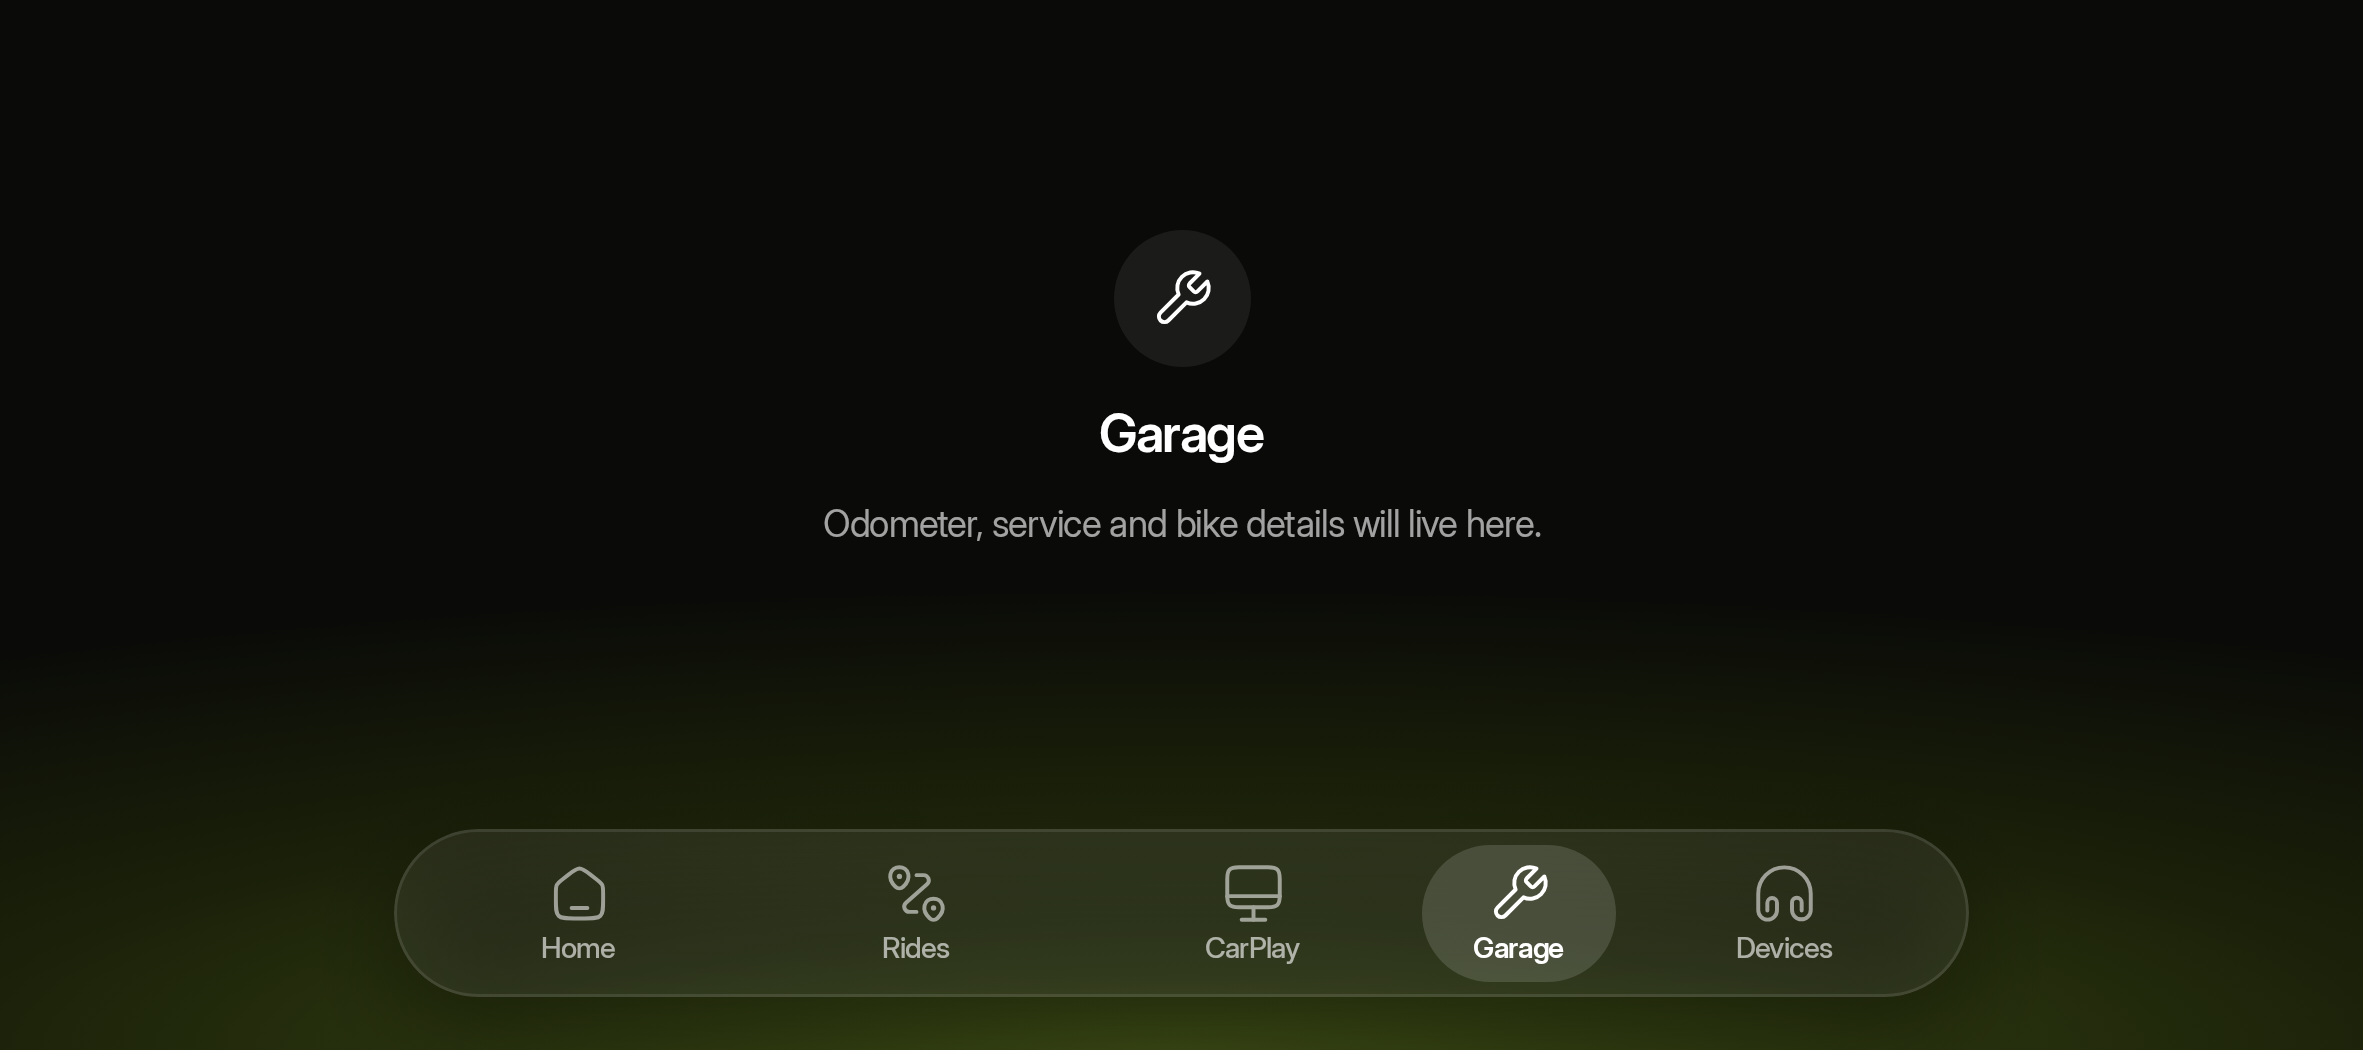 Garage
Odometer, service and bike details will live here.
Home
Rides
CarPlay
Garage
Devices